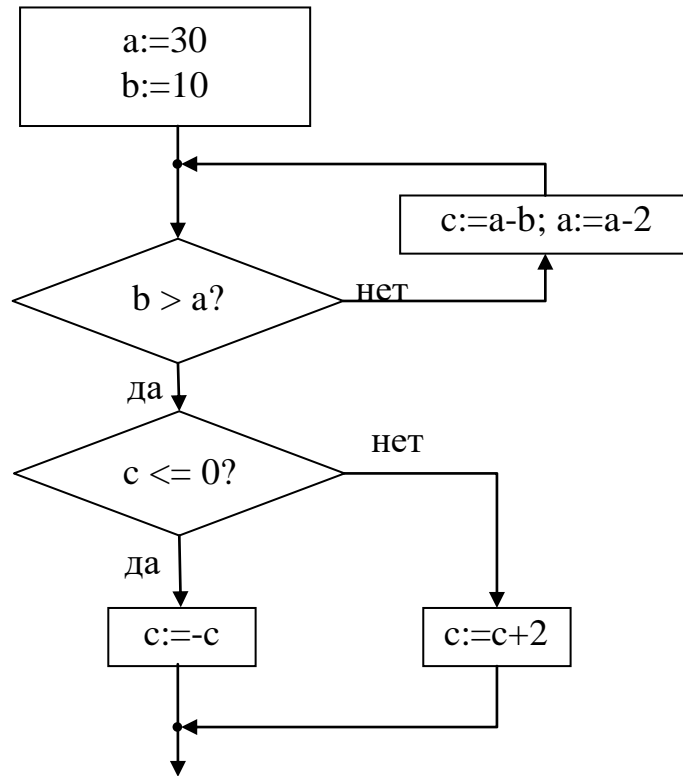 a:=30
b:=10
c:=a-b; a:=a-2
b > a?
нет
да
c <= 0?
нет
да
c:=-c
c:=c+2